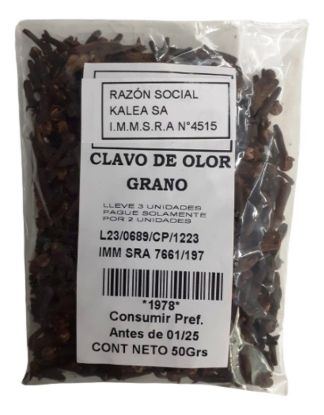 RAZÓN SOCIAL
KALEA SA
I.M.M.S.R.A N°4515
CLAVO DE OLOR
GRANO
LLEVE 3 UNIDADES
PAGUE SOLAMENTE
POR 2 UNIDADES
L23/0689/CP/1223
IMM SRA 7661/197
*1978*
Consumir Pref.
Antes de 01/25
CONT NETO 50Grs